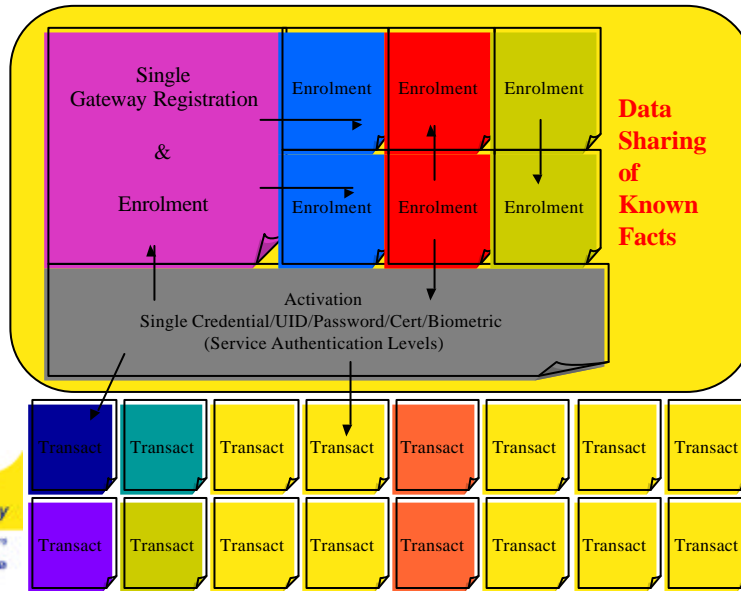 Single
Gateway Registration
&
Enrolment
Enrolment Enrolment Enrolment
Enrolment Enrolment Enrolment
Data
Sharing
of
Known
Facts
Activation
Single Credential/UID/Password/Cert/Biometric
(Service Authentication Levels)
Transact Transact Transact Transact Transact Transact Transact Transact
Transact Transact Transact Transact Transact Transact Transact Transact